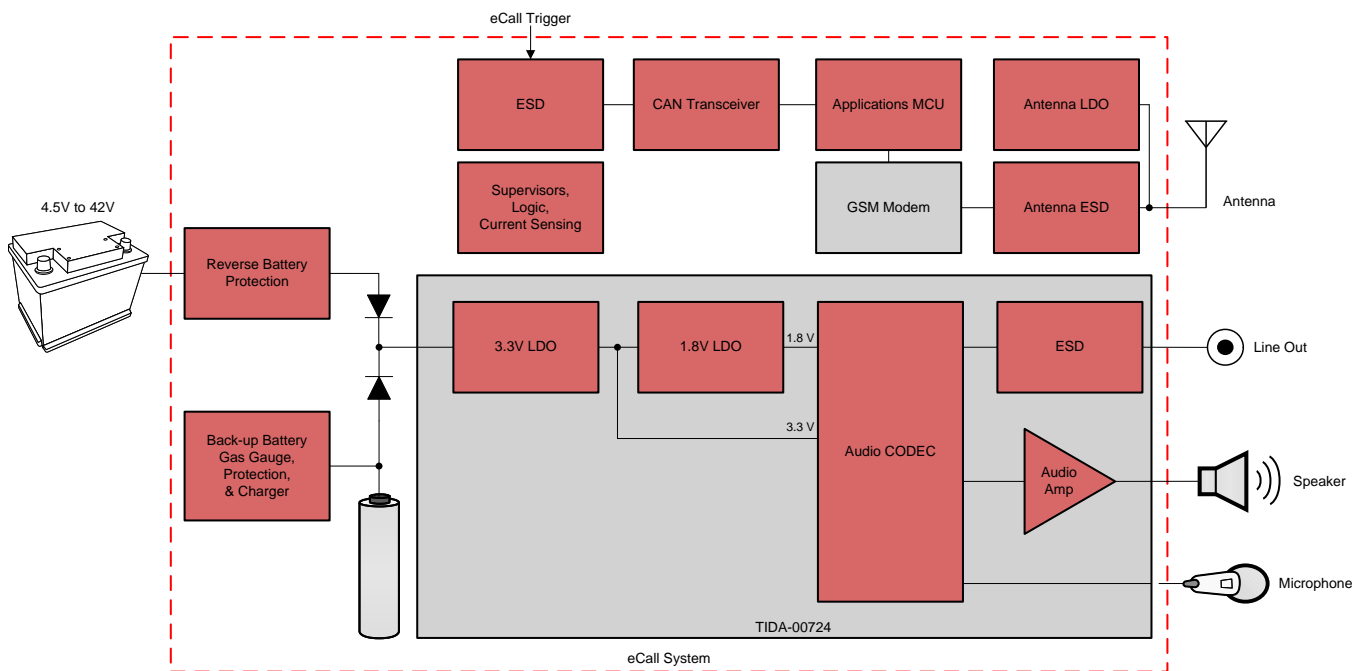 eCall Trigger
ESD
CAN Transceiver
Applications MCU
Antenna LDO
Supervisors,
Logic,
Current Sensing
GSM Modem
Antenna ESD
Antenna
4.5V to 42V
Reverse Battery
Protection
3.3V LDO
1.8V LDO
1.8 V
ESD
Line Out
3.3 V
Back-up Battery
Gas Gauge,
Protection,
& Charger
Audio CODEC
Audio
Amp
Speaker
Microphone
TIDA-00724
eCall System